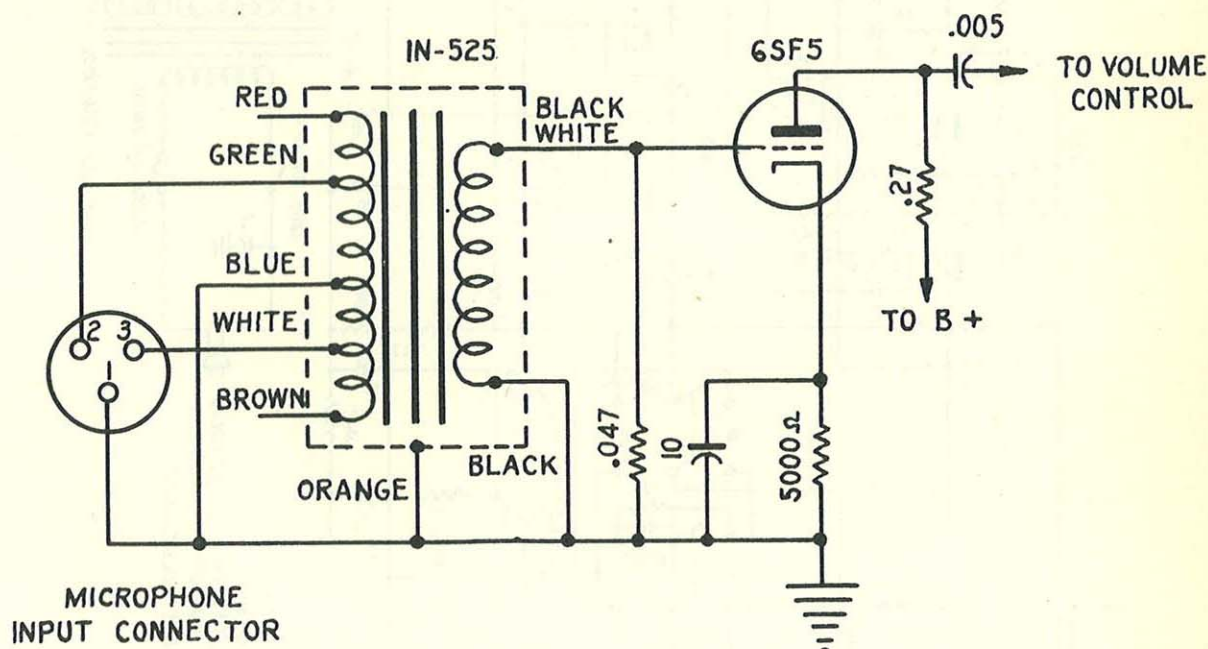 IN-525
6SF5
.005
TO VOLUME
CONTROL
RED
BLACK
WHITE
GREEN
.27
BLUE
TO B +
WHITE
2 3
1
BROWN
.047
10
5000Ω
BLACK
ORANGE
MICROPHONE
INPUT CONNECTOR